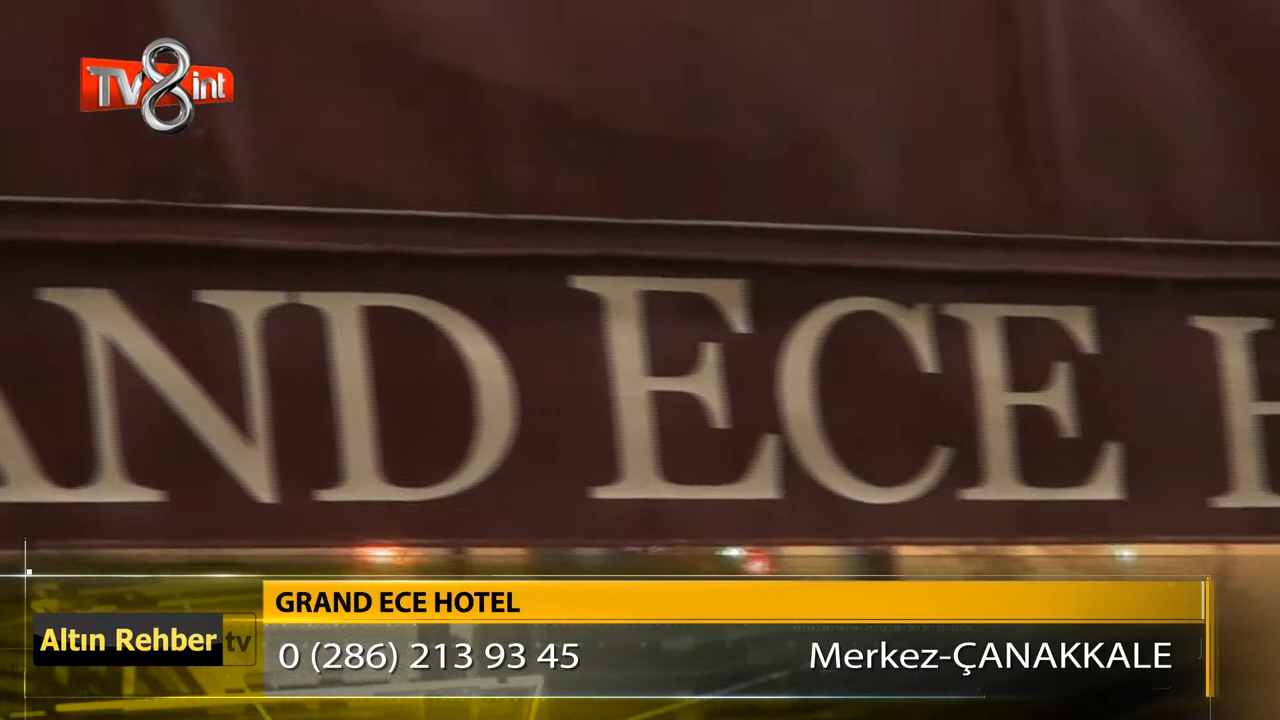 TV8int
AND ECE H
GRAND ECE HOTEL
Altın Rehber tv
0 (286) 213 93 45
Merkez-ÇANAKKALE